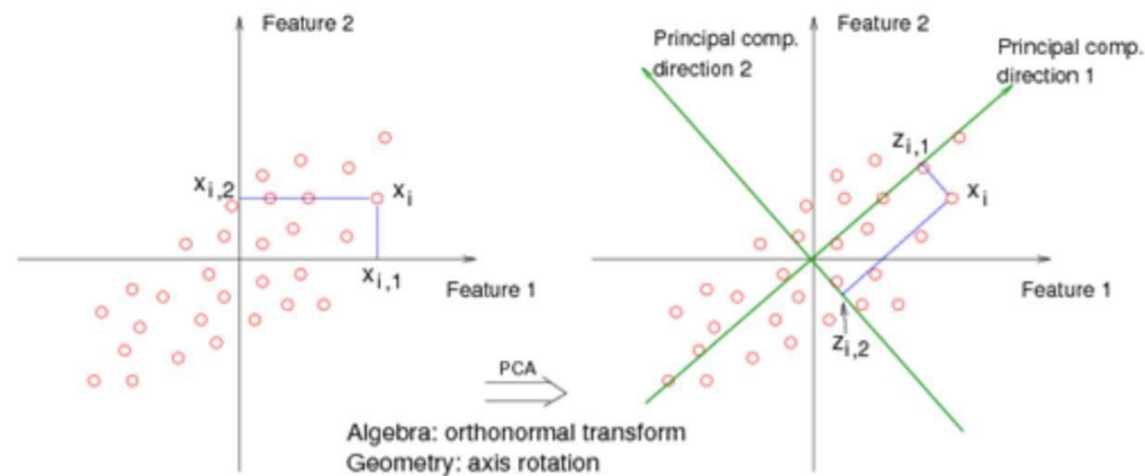 Feature 2
x_{i,2}
x_i
x_{i,1}
Feature 1
PCA
Algebra: orthonormal transform
Geometry: axis rotation
Feature 2
Principal comp.
direction 2
Principal comp.
direction 1
z_{i,1}
x_i
Feature 1
z_{i,2}